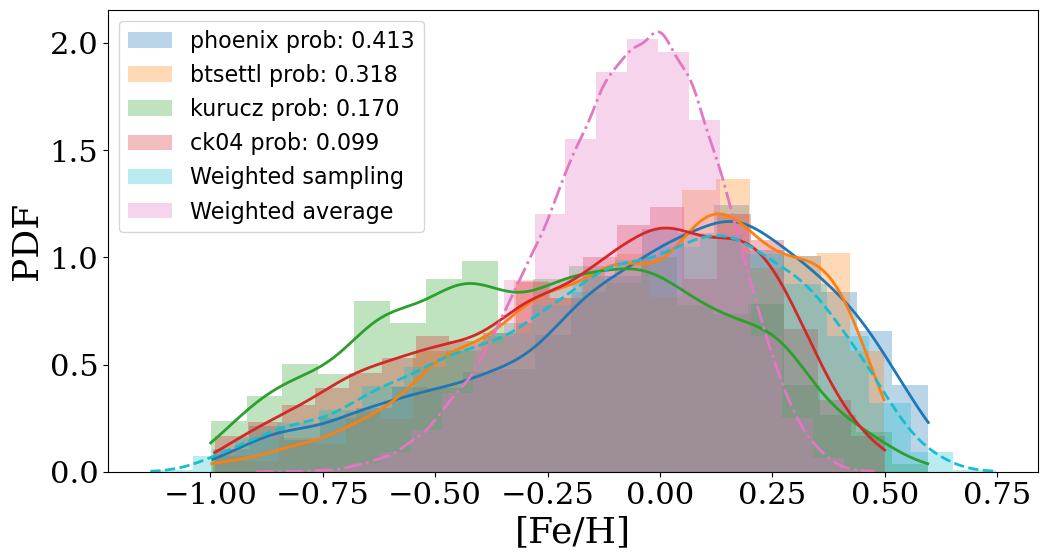 phoenix prob: 0.413
btsettl prob: 0.318
kurucz prob: 0.170
ck04 prob: 0.099
Weighted sampling
Weighted average
PDF
2.0
1.5
1.0
0.5
0.0
−1.00 −0.75 −0.50 −0.25 0.00 0.25 0.50 0.75
[Fe/H]